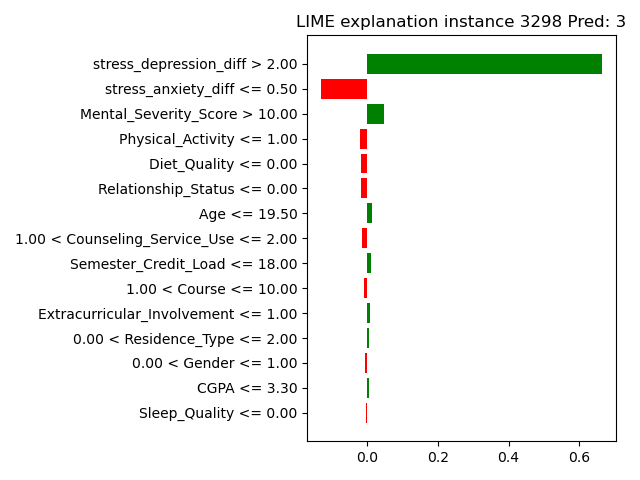 LIME explanation instance 3298 Pred: 3
stress_depression_diff > 2.00
stress_anxiety_diff <= 0.50
Mental_Severity_Score > 10.00
Physical_Activity <= 1.00
Diet_Quality <= 0.00
Relationship_Status <= 0.00
Age <= 19.50
1.00 < Counseling_Service_Use <= 2.00
Semester_Credit_Load <= 18.00
1.00 < Course <= 10.00
Extracurricular_Involvement <= 1.00
0.00 < Residence_Type <= 2.00
0.00 < Gender <= 1.00
CGPA <= 3.30
Sleep_Quality <= 0.00
0.0 0.2 0.4 0.6